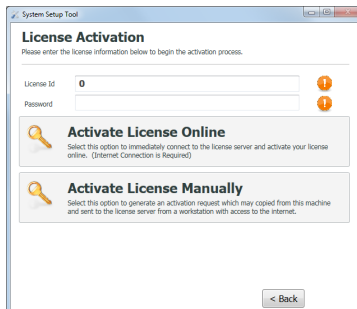 System Setup Tool
License Activation
Please enter the license information below to begin the activation process.
License Id 0
Password
Activate License Online
Select this option to immediately connect to the license server and activate your license
online. (Internet Connection is Required)
Activate License Manually
Select this option to generate an activation request which may copied from this machine
and sent to the license server from a workstation with access to the internet.
< Back